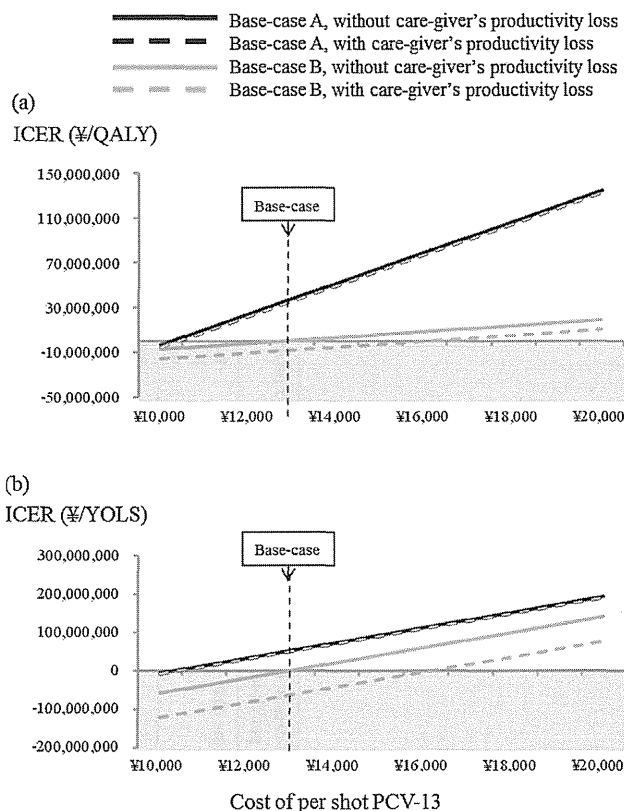 Base-case A, without care-giver's productivity loss
Base-case A, with care-giver's productivity loss
Base-case B, without care-giver's productivity loss
Base-case B, with care-giver's productivity loss
(a)
ICER (¥/QALY)
150,000,000
110,000,000
70,000,000
30,000,000
-10,000,000
-50,000,000
Base-case
¥10,000 ¥12,000 ¥14,000 ¥16,000 ¥18,000 ¥20,000
(b)
ICER (¥/YOLS)
300,000,000
200,000,000
100,000,000
0
-100,000,000
-200,000,000
Base-case
¥10,000 ¥12,000 ¥14,000 ¥16,000 ¥18,000 ¥20,000
Cost of per shot PCV-13